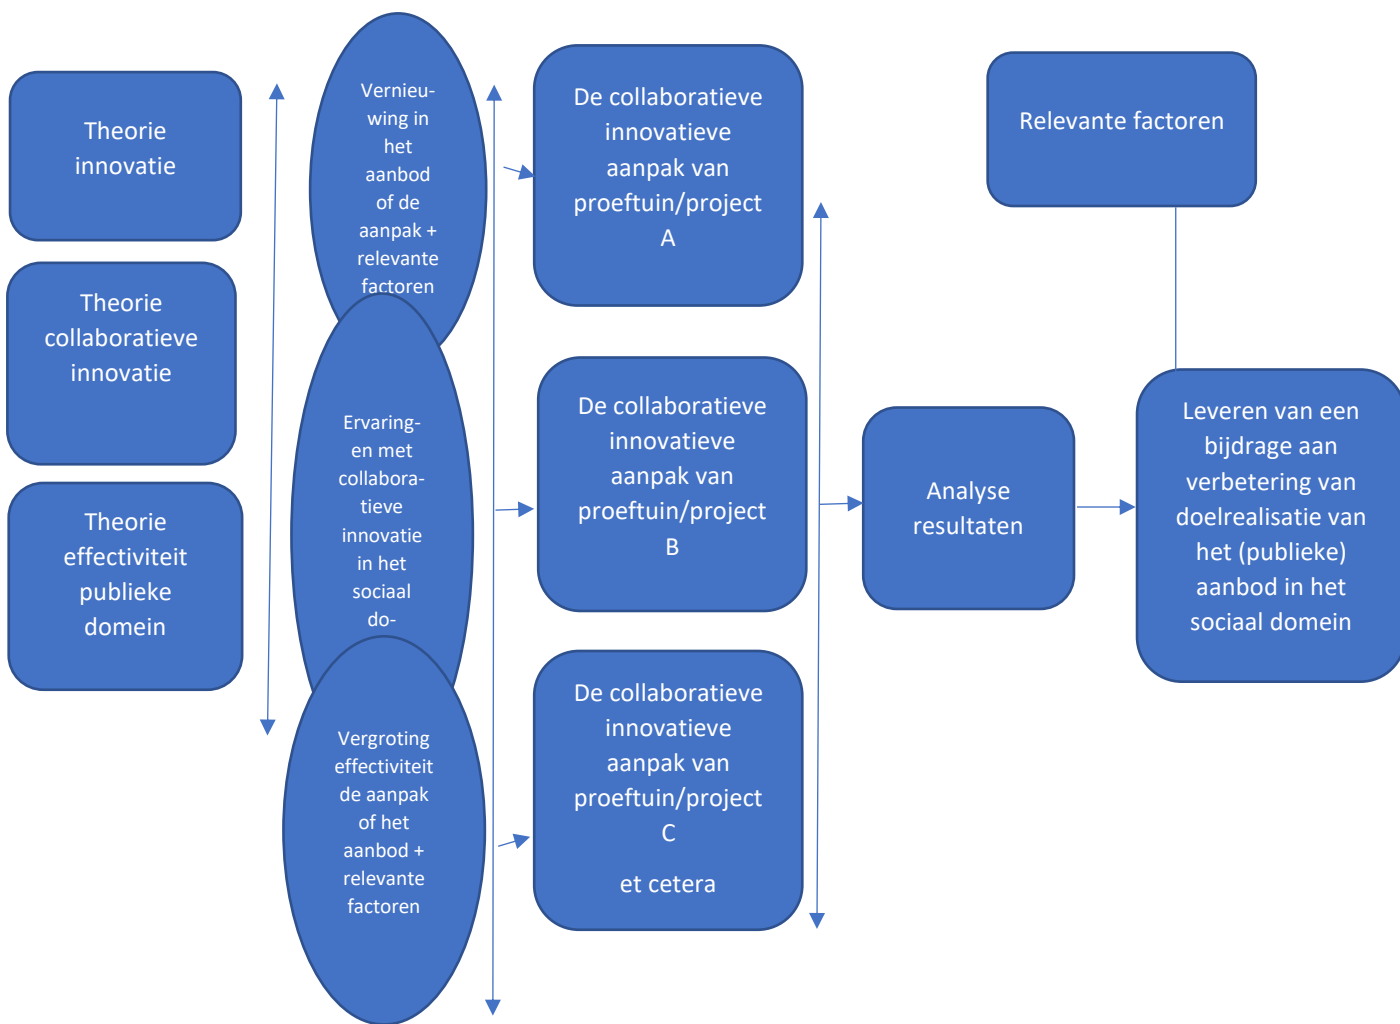 Theorie
innovatie
Theorie
collaboratieve
innovatie
Theorie
effectiviteit
publieke
domein
Vernieu-
wing in
het
aanbod
of de
aanpak +
relevante
factoren
Ervaring-
en met
collabora-
tieve
innovatie
in het
sociaal
do-
Vergroting
effectiviteit
de aanpak
of het
aanbod +
relevante
factoren
De collaboratieve
innovatieve
aanpak van
proeftuin/project
A
De collaboratieve
innovatieve
aanpak van
proeftuin/project
B
De collaboratieve
innovatieve
aanpak van
proeftuin/project
C
et cetera
Analyse
resultaten
Relevante factoren
Leveren van een
bijdrage aan
verbetering van
doelrealisatie van
het (publieke)
aanbod in het
sociaal domein